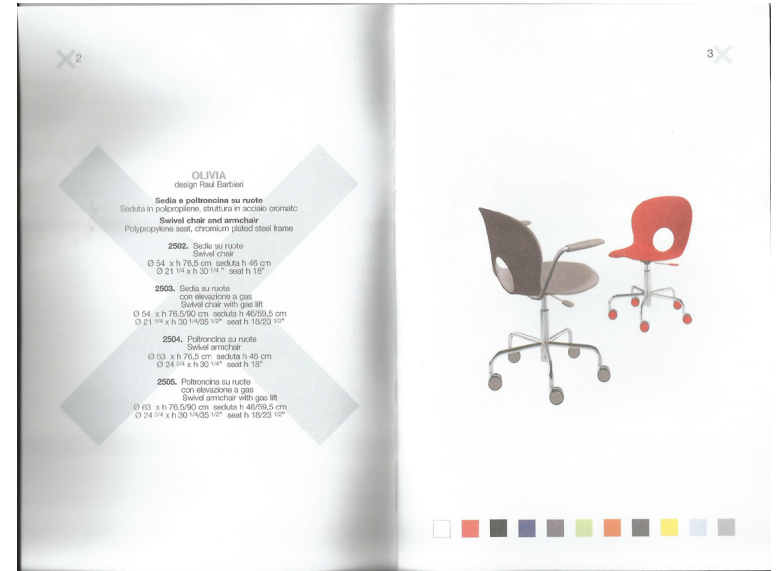 2
OLIVIA
design Raul Barbieri
Sedia e poltroncina su ruote
Seduta in polipropilene, struttura in acciaio cromato
Swivel chair and armchair
Polypropylene seat, chromium plated steel frame
2502. Sedia su ruote
Swivel chair
Ø 54 x h 76,5 cm seduta h 46 cm
Ø 21 1/4 x h 30 1/4 " seat h 18"
2503. Sedia su ruote
con elevazione a gas
Swivel chair with gas lift
Ø 54 x h 76,5/90 cm seduta h 46/59,5 cm
Ø 21 1/4 x h 30 1/4/35 1/2" seat h 18/23 1/2"
2504. Poltroncina su ruote
Swivel armchair
Ø 63 x h 76,5 cm seduta h 46 cm
Ø 24 3/4 x h 30 1/4" seat h 18"
2505. Poltroncina su ruote
con elevazione a gas
Swivel armchair with gas lift
Ø 63 x h 76,5/90 cm seduta h 46/59,5 cm
Ø 24 3/4 x h 30 1/4/35 1/2" seat h 18/23 1/2"
3